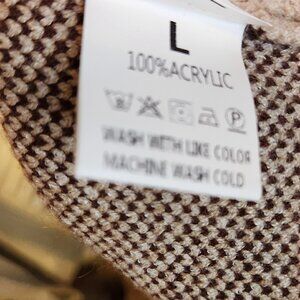 L
100%ACRYLIC
WASH WITH LIKE COLOR
MACHINE WASH COLD